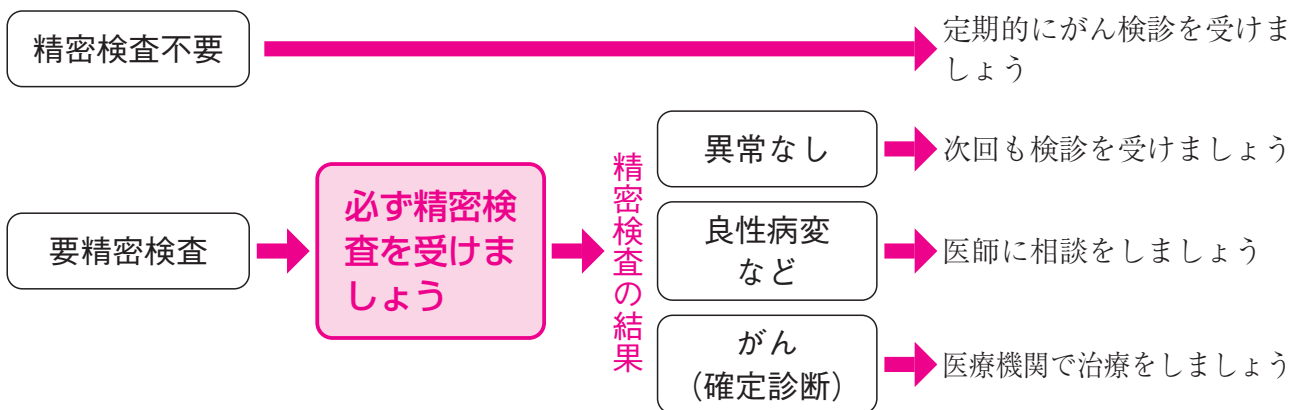 精密検査不要
定期的にがん検診を受けま
しょう
要精密検査
必ず精密検
査を受けま
しょう
精密検査の結果
異常なし
次回も検診を受けましょう
良性病変
など
医師に相談をしましょう
がん
（確定診断）
医療機関で治療をしましょう